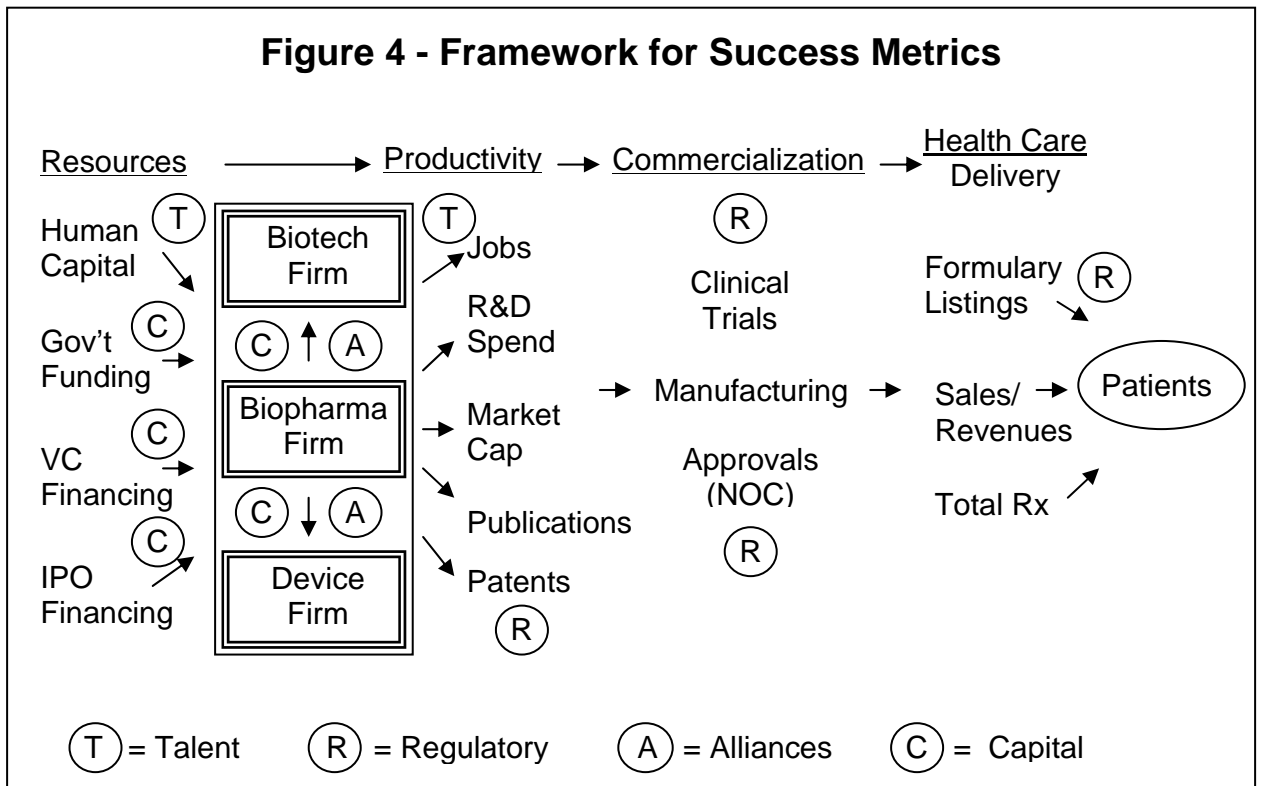 Figure 4 - Framework for Success Metrics
Resources
Productivity
Commercialization
Health Care
Delivery
T
Human
Capital
C
Gov't
Funding
C
VC
Financing
C
IPO
Financing
Biotech
Firm
C
A
Biopharma
Firm
C
A
Device
Firm
T
Jobs
R&D
Spend
Market
Cap
Publications
Patents
R
R
Clinical
Trials
Manufacturing
Approvals
(NOC)
R
Formulary
Listings
R
Sales/
Revenues
Total Rx
Patients
T = Talent
R = Regulatory
A = Alliances
C = Capital